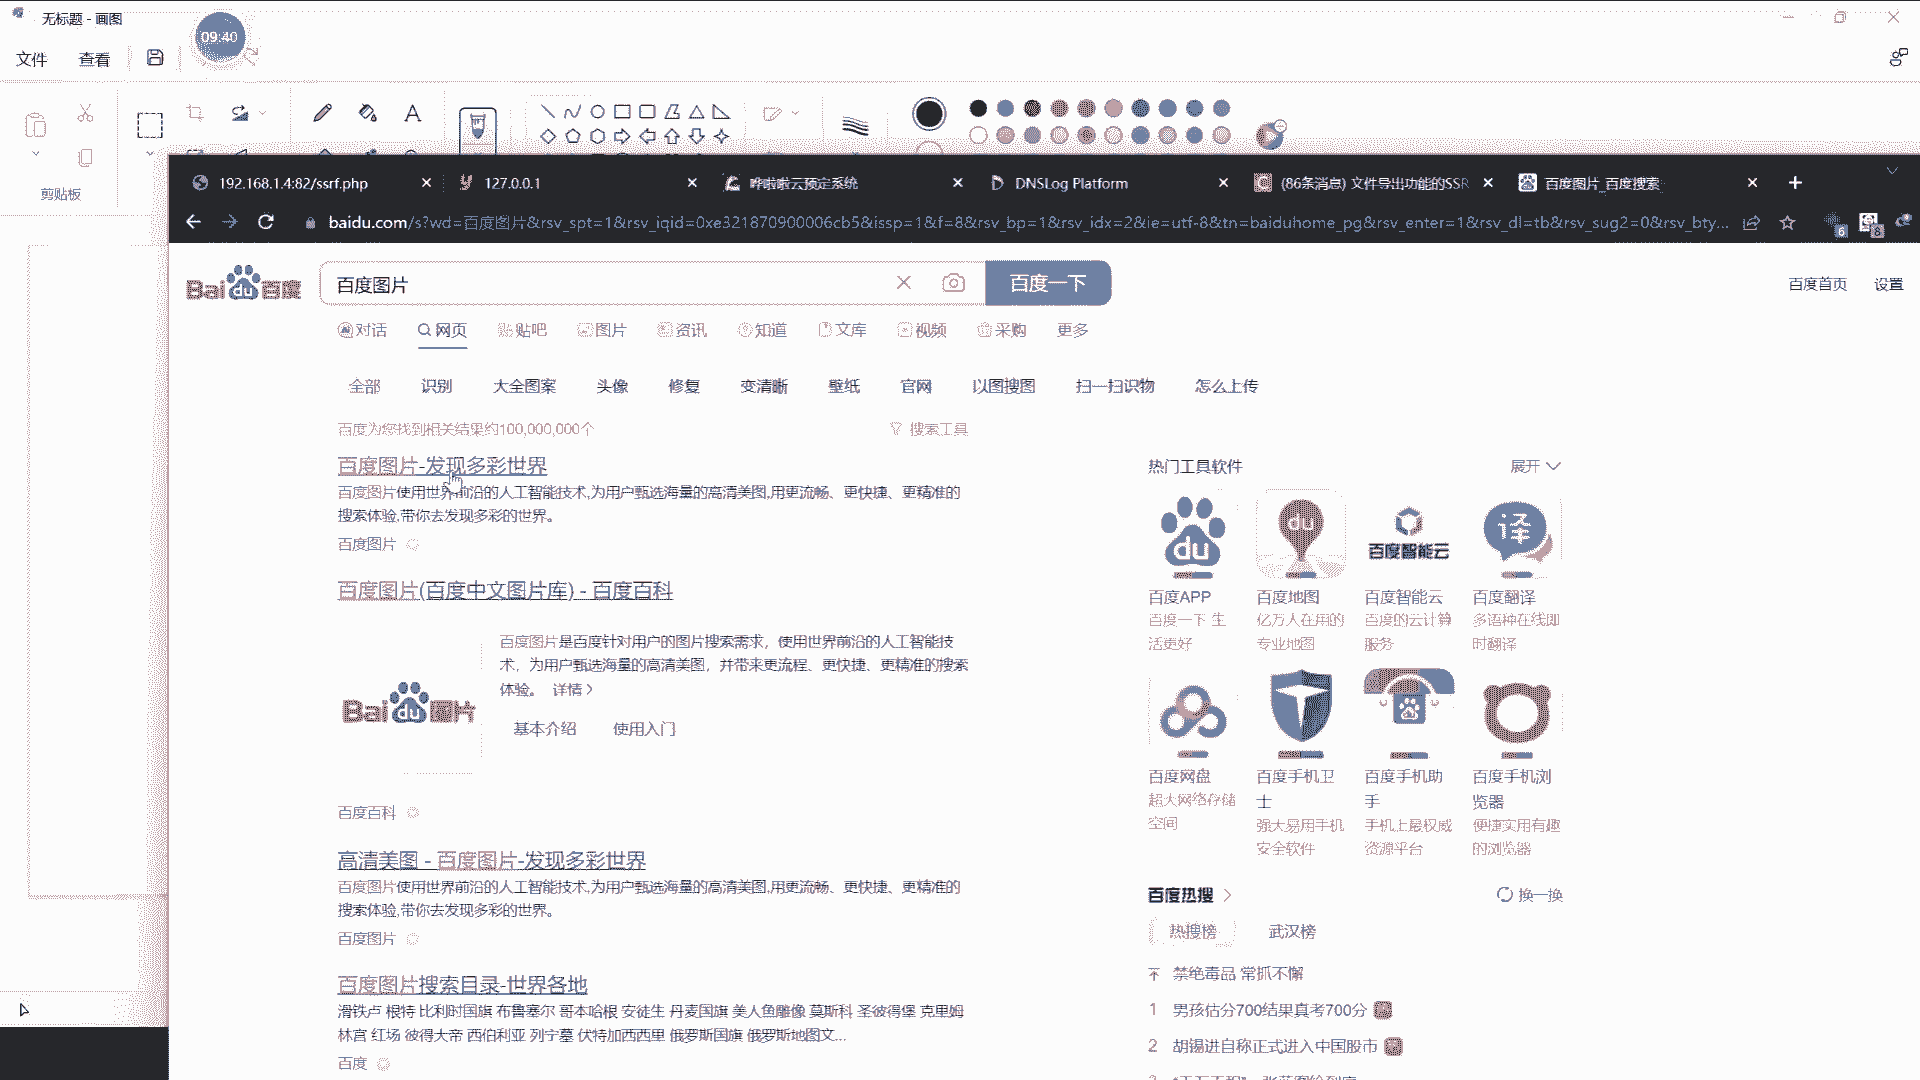 无标题 - 画图
09:40
文件 查看
剪贴板
192.168.1.4:82/ssrf.php
127.0.0.1
哗啦啦云预定系统
DNSLog Platform
(86条消息) 文件导出功能的SSR
百度图片_百度搜索
baidu.com/s?wd=百度图片&rsv_spt=1&rsv_iqid=0xe321870900006cb5&issp=1&f=8&rsv_bp=1&rsv_idx=2&ie=utf-8&tn=baiduhome_pg&rsv_enter=1&rsv_dl=tb&rsv_sug2=0&rsv_bty...
6
8
Bai du 百度
百度图片
百度一下
百度首页 设置
对话 网页 贴吧 图片 资讯 知道 文库 视频 采购 更多
全部 识别 大全图案 头像 修复 变清晰 壁纸 官网 以图搜图 扫一扫识物 怎么上传
百度为您找到相关结果约100,000,000个
搜索工具
百度图片-发现多彩世界
百度图片使用世界前沿的人工智能技术,为用户甄选海量的高清美图,用更流畅、更快捷、更精准的
搜索体验,带你去发现多彩的世界。
百度图片
百度图片(百度中文图片库) - 百度百科
百度图片是百度针对用户的图片搜索需求，使用世界前沿的人工智能技
术，为用户甄选海量的高清美图，并带来更流程、更快捷、更精准的搜索
体验。 详情>
Bai du 图片
基本介绍 使用入门
百度百科
高清美图 - 百度图片-发现多彩世界
百度图片使用世界前沿的人工智能技术,为用户甄选海量的高清美图,用更流畅、更快捷、更精准的
搜索体验,带你去发现多彩的世界。
百度图片
百度图片搜索目录-世界各地
滑铁卢 根特 比利时国旗 布鲁塞尔 哥本哈根 安徒生 丹麦国旗 美人鱼雕像 莫斯科 圣彼得堡 克里姆
林宫 红场 彼得大帝 西伯利亚 列宁墓 伏特加西西里 俄罗斯国旗 俄罗斯地图文...
百度
热门工具软件
展开
du
du
百度智能云
译
百度APP
百度一下 生
活更好
百度地图
亿万人在用的
专业地图
百度智能云
百度的云计算
服务
百度翻译
多语种在线即
时翻译
百度网盘
超大网络存储
空间
百度手机卫
士
强大易用手机
安全软件
百度手机助
手
手机上最权威
资源平台
百度手机浏
览器
便捷实用有趣
的浏览器
百度热搜 >
换一换
热搜榜 武汉榜
禁绝毒品 常抓不懈
1 男孩估分700结果真考700分
2 胡锡进自称正式进入中国股市